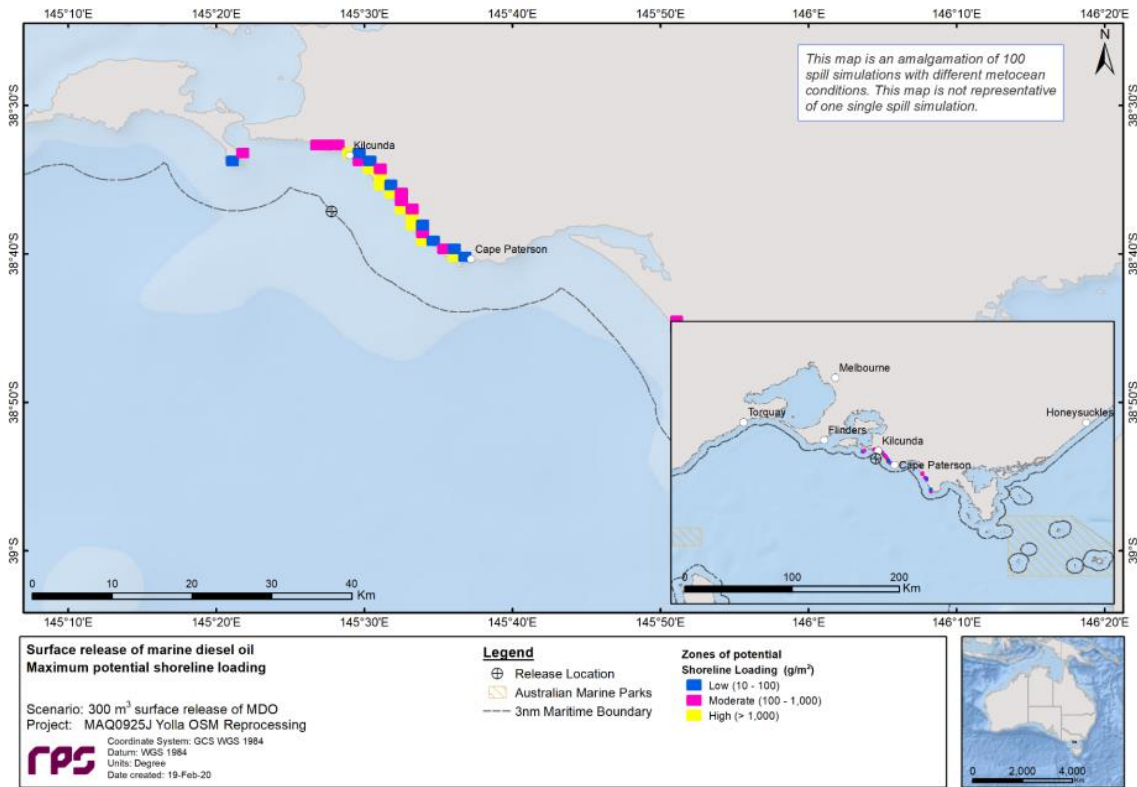 145°10'E 145°20'E 145°30'E 145°40'E 145°50'E 146°E 146°10'E 146°20'E
N
This map is an amalgamation of 100
spill simulations with different metocean
conditions. This map is not representative
of one single spill simulation.
38°30'S 38°30'S
Kilcunda
38°40'S 38°40'S
Cape Paterson
38°50'S 38°50'S
Melbourne
Torquay
Honeysuckles
Flinders
Kilcunda
Cape Paterson
39°S 39°S
0 10 20 30 40
Km
0 100 200
Km
145°10'E 145°20'E 145°30'E 145°40'E 145°50'E 146°E 146°10'E 146°20'E
Surface release of marine diesel oil
Maximum potential shoreline loading
Scenario: 300 m³ surface release of MDO
Project: MAQ0925J Yolla OSM Reprocessing
rps
Coordinate System: GCS WGS 1984
Datum: WGS 1984
Units: Degree
Date created: 19-Feb-20
Legend
Release Location
Australian Marine Parks
3nm Maritime Boundary
Zones of potential
Shoreline Loading (g/m²)
Low (10 - 100)
Moderate (100 - 1,000)
High (> 1,000)
0 2,000 4,000
Km